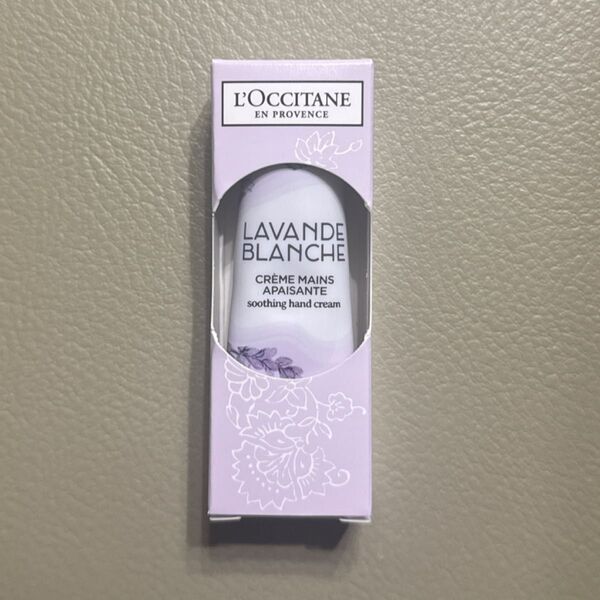 L'OCCITANE
EN PROVENCE
LAVANDE
BLANCHE
CRÈME MAINS
APAISANTE
soothing hand cream